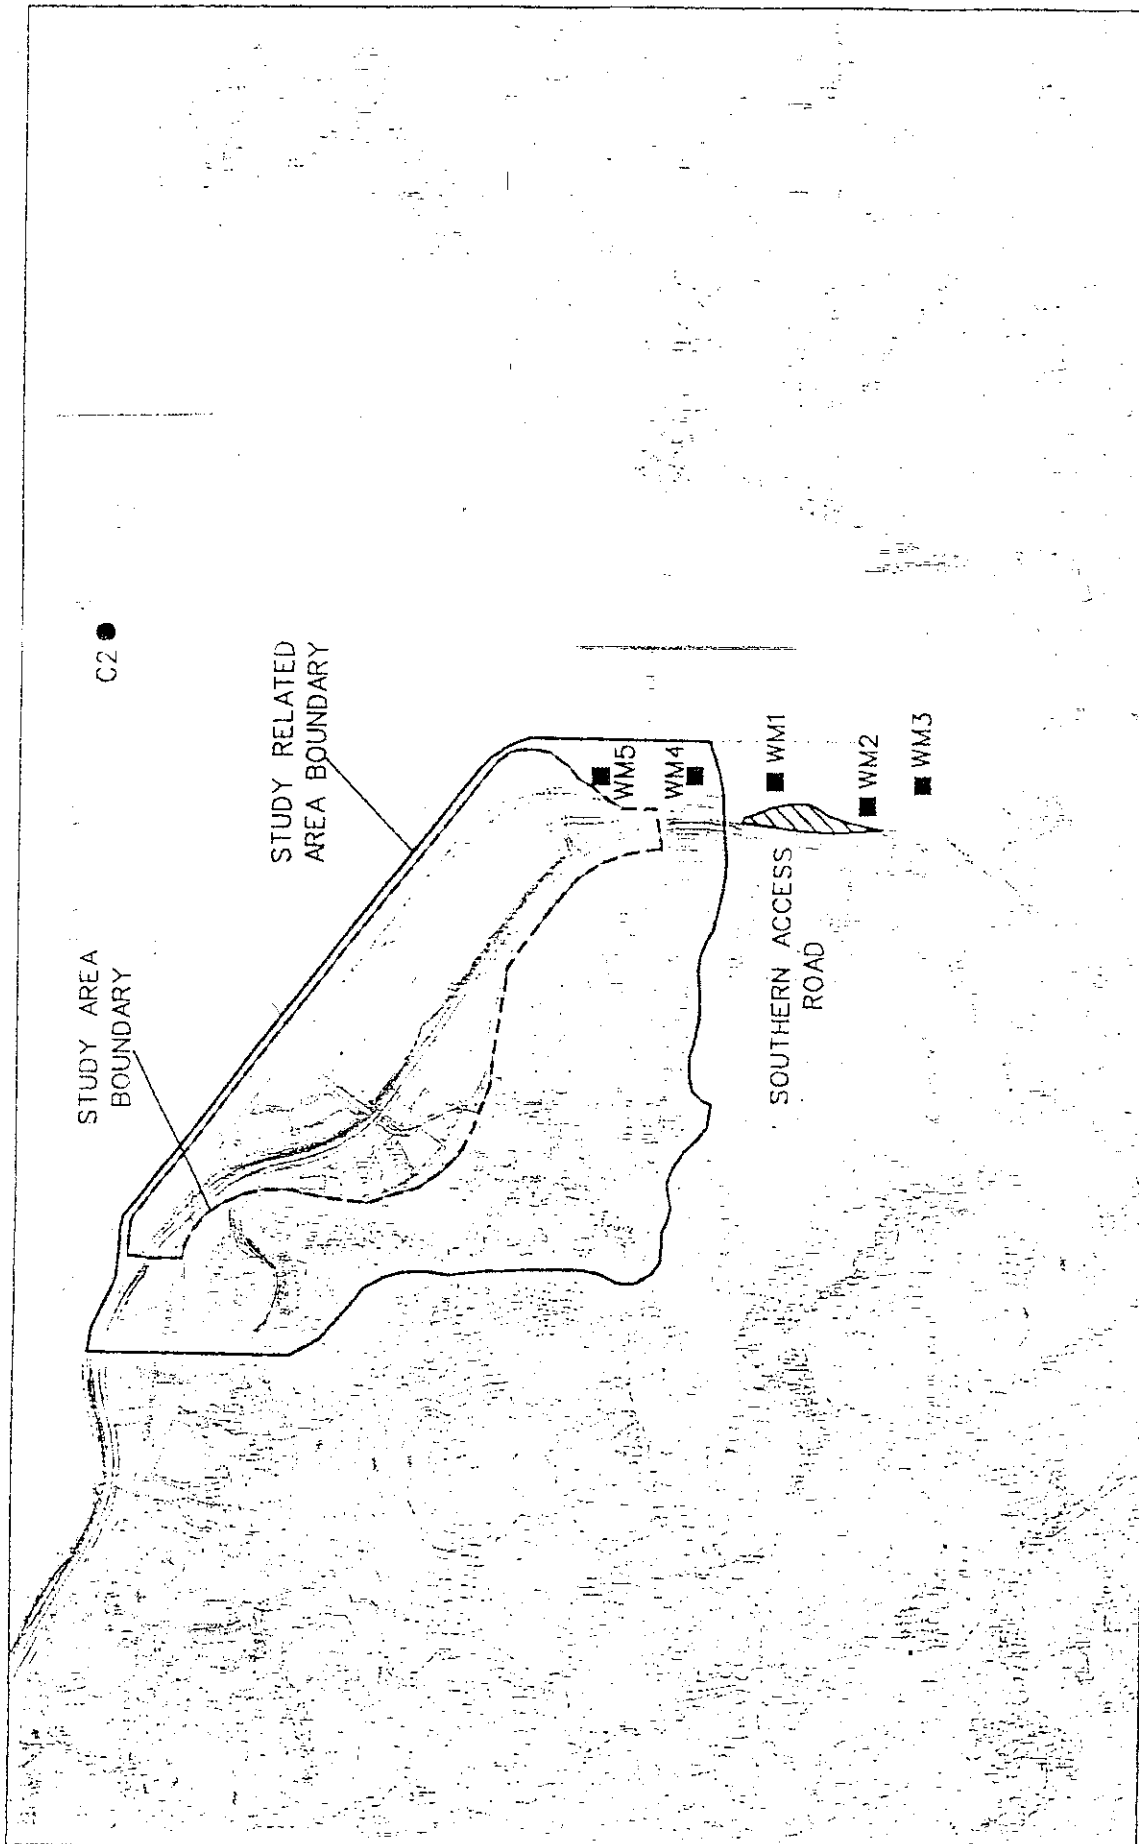 C2
STUDY RELATED
AREA BOUNDARY
STUDY AREA
BOUNDARY
WM5
WM4
WM1
WM2
WM3
SOUTHERN ACCESS
ROAD